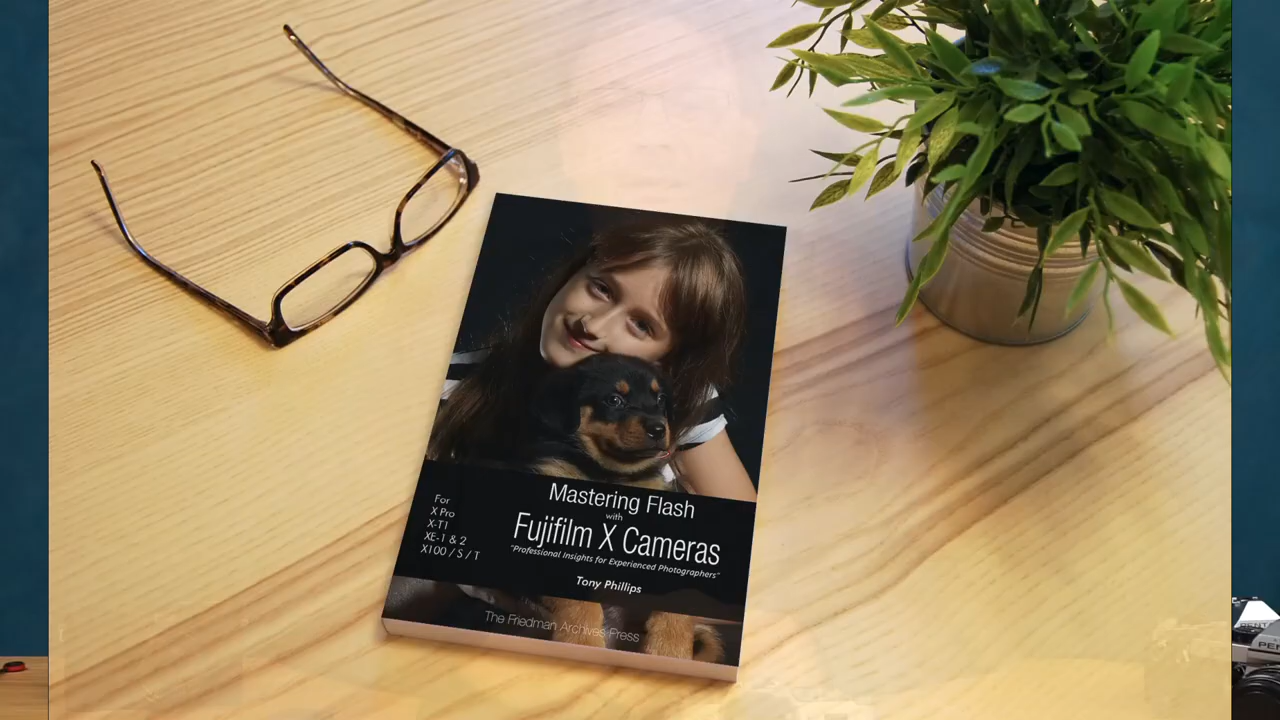 For
X Pro
X-T1
XE-1 & 2
X100 / S / T
Mastering Flash
with
Fujifilm X Cameras
"Professional Insights for Experienced Photographers"
Tony Phillips
The Friedman Archives Press